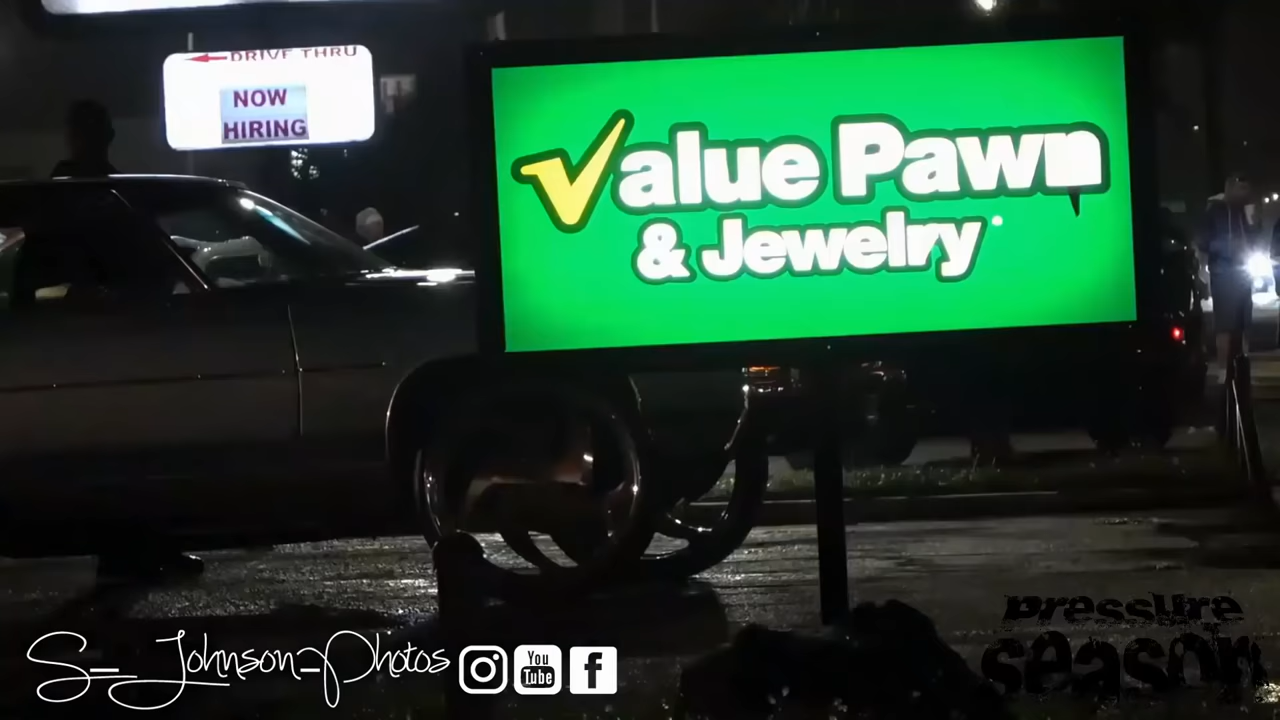 DRIVE THRU
NOW
HIRING
Value Pawn
& Jewelry
S_Johnson_Photos
You
Tube
pressure
season